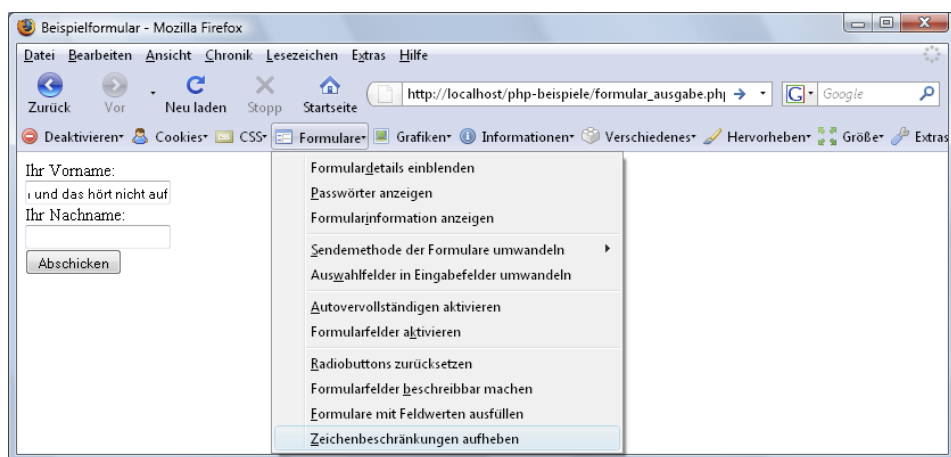 Beispielformular - Mozilla Firefox
Datei Bearbeiten Ansicht Chronik Lesezeichen Extras Hilfe
Zurück Vor Neu laden Stopp Startseite http://localhost/php-beispiele/formular_ausgabe.php G Google
Deaktivieren Cookies CSS Formulare Grafiken Informationen Verschiedenes Hervorheben Größe Extras
Ihr Vorname:
und das hört nicht auf
Ihr Nachname:
Abschicken
Formulardetails einblenden
Passwörter anzeigen
Formularinformation anzeigen
Sendemethode der Formulare umwandeln
Auswahlfelder in Eingabefelder umwandeln
Autovervollständigen aktivieren
Formularfelder aktivieren
Radiobuttons zurücksetzen
Formularfelder beschreibbar machen
Formulare mit Feldwerten ausfüllen
Zeichenbeschränkungen aufheben